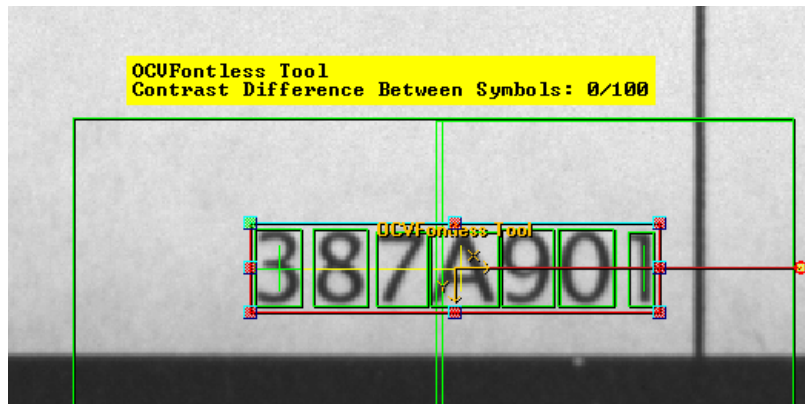 OCVFontless Tool
Contrast Difference Between Symbols: 0/100
OCVFontless Tool
387A901
X
Y